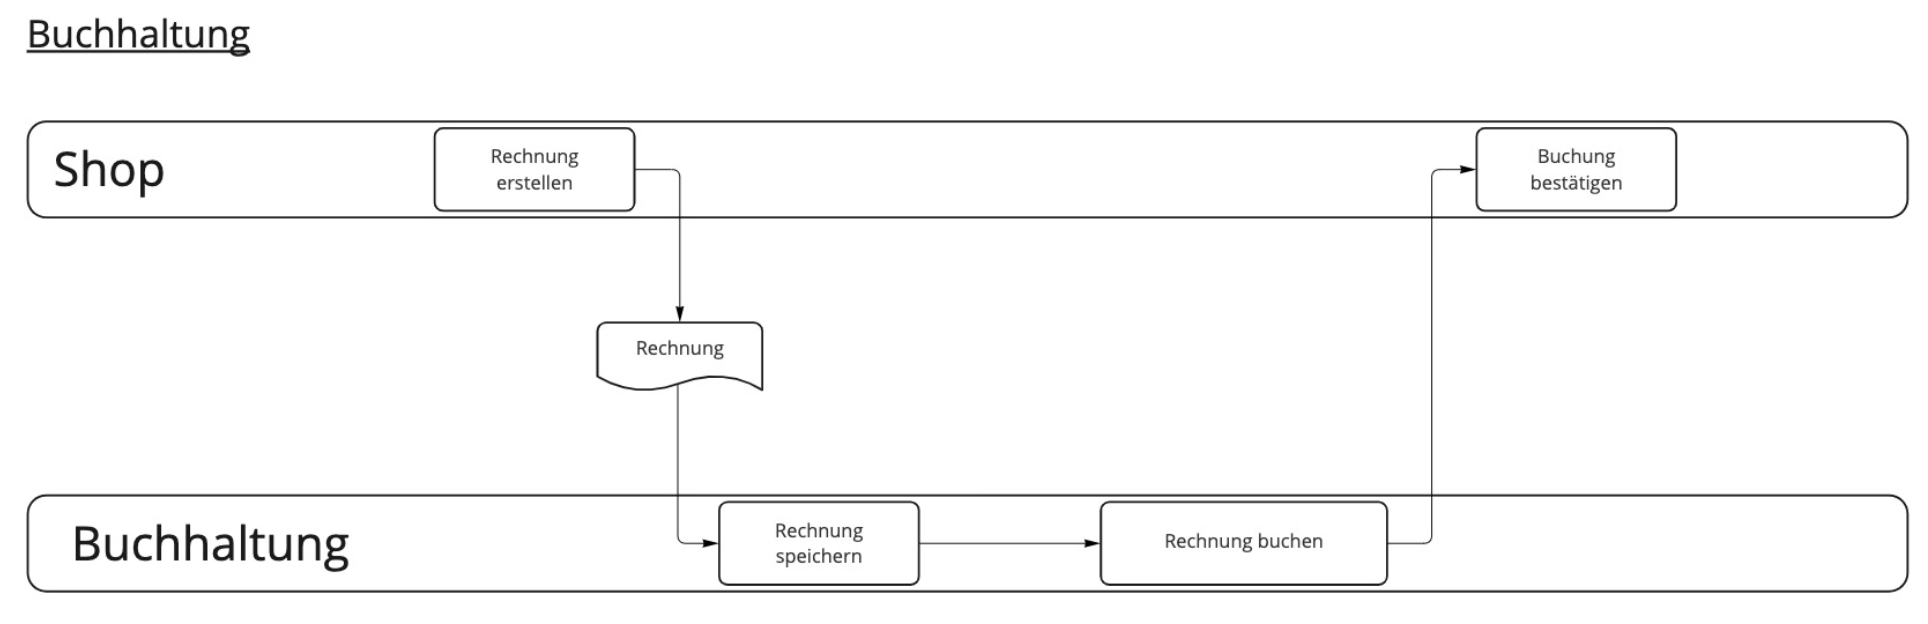 Buchhaltung
Shop
Rechnung
erstellen
Buchung
bestätigen
Rechnung
Buchhaltung
Rechnung
speichern
Rechnung buchen